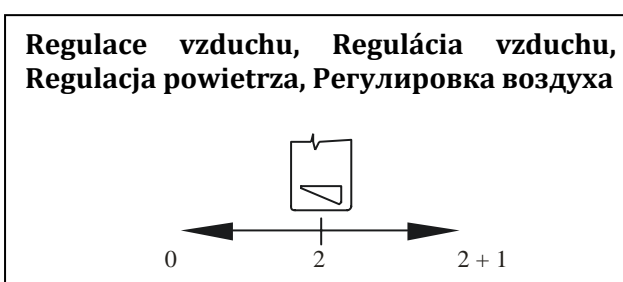 Regulace vzduchu, Regulácia vzduchu,
Regulacja powietrza, Регулировка воздуха
0 2 2 + 1